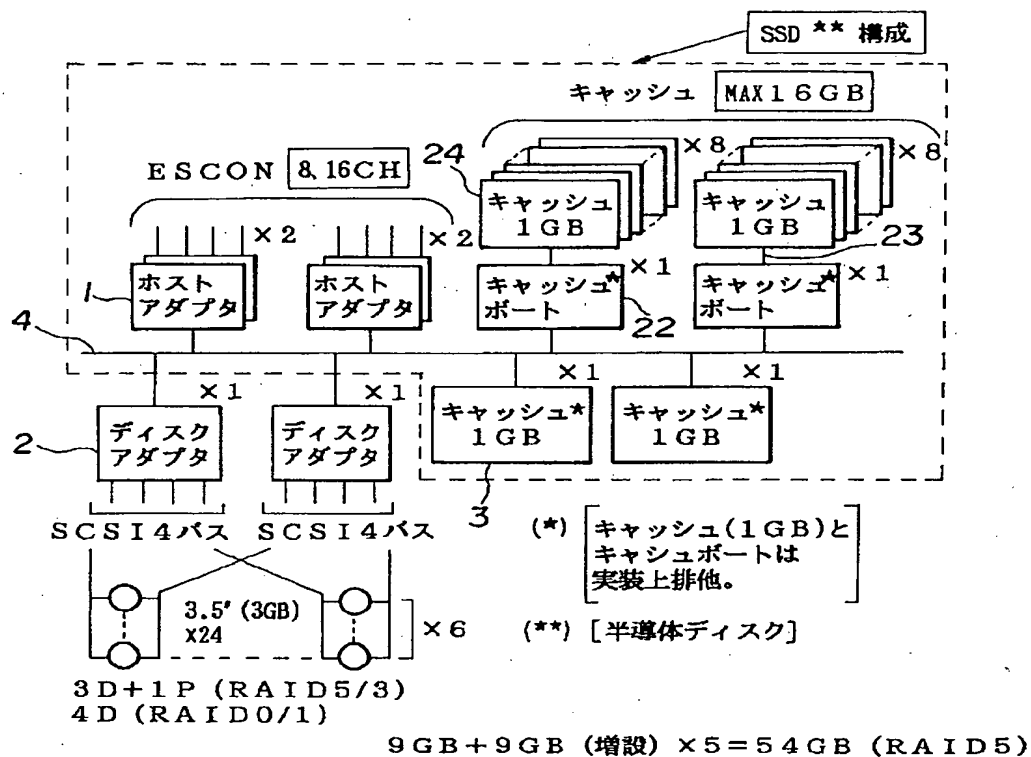 SSD ** 構成
キャッシュ MAX16GB
ESCON 8、16CH
24
×8
×8
キャッシュ
1GB
キャッシュ
1GB
23
×2
×2
×1
×1
1
ホスト
アダプタ
ホスト
アダプタ
キャッシュ*
ボート
22
キャッシュ*
ボート
4
×1
×1
×1
×1
2
ディスク
アダプタ
ディスク
アダプタ
キャッシュ*
1GB
キャッシュ*
1GB
3
SCSI4パス
SCSI4パス
(*) [キャッシュ(1GB)と
キャシュボートは
実装上排他。]
3.5" (3GB)
x24
×6
(**) [半導体ディスク]
3D+1P (RAID5/3)
4D (RAID0/1)
9GB+9GB (増設) ×5=54GB (RAID5)